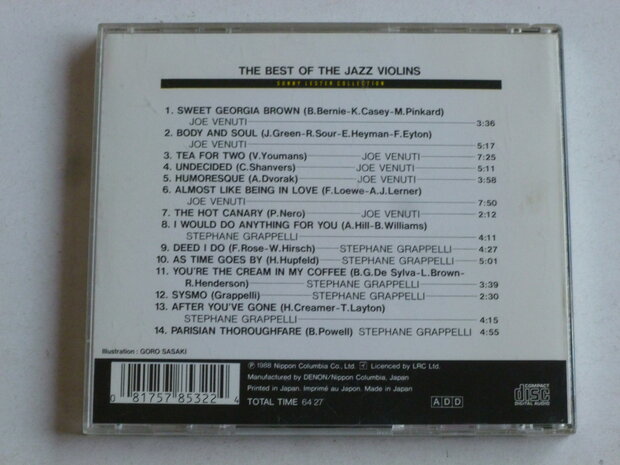 THE BEST OF THE JAZZ VIOLINS
SONNY LESTER COLLECTION
1. SWEET GEORGIA BROWN (B.Bernie-K.Casey-M.Pinkard)
JOE VENUTI 3:36
2. BODY AND SOUL (J.Green-R.Sour-E.Heyman-F.Eyton)
JOE VENUTI 5:17
3. TEA FOR TWO (V.Youmans) JOE VENUTI 7:25
4. UNDECIDED (C.Shanvers) JOE VENUTI 5:11
5. HUMORESQUE (A.Dvorak) JOE VENUTI 3:58
6. ALMOST LIKE BEING IN LOVE (F.Loewe-A.J.Lerner)
JOE VENUTI 7:50
7. THE HOT CANARY (P.Nero) JOE VENUTI 2:12
8. I WOULD DO ANYTHING FOR YOU (A.Hill-B.Williams)
STEPHANE GRAPPELLI 4:11
9. DEED I DO (F.Rose-W.Hirsch) STEPHANE GRAPPELLI 4:27
10. AS TIME GOES BY (H.Hupfeld) STEPHANE GRAPPELLI 5:01
11. YOU'RE THE CREAM IN MY COFFEE (B.G.De Sylva-L.Brown-
R.Henderson) STEPHANE GRAPPELLI 3:39
12. SYSMO (Grappelli) STEPHANE GRAPPELLI 2:30
13. AFTER YOU'VE GONE (H.Creamer-T.Layton)
STEPHANE GRAPPELLI 4:15
14. PARISIAN THOROUGHFARE (B.Powell) STEPHANE GRAPPELLI 4:55
Illustration : GORO SASAKI
℗ 1988 Nippon Columbia Co., Ltd. Licenced by LRC Ltd.
Manufactured by DENON/Nippon Columbia, Japan
Printed in Japan. Imprimé au Japon. Made in Japan
TOTAL TIME 64 27
ADD
COMPACT
disc
DIGITAL AUDIO
0 81757 85322 4